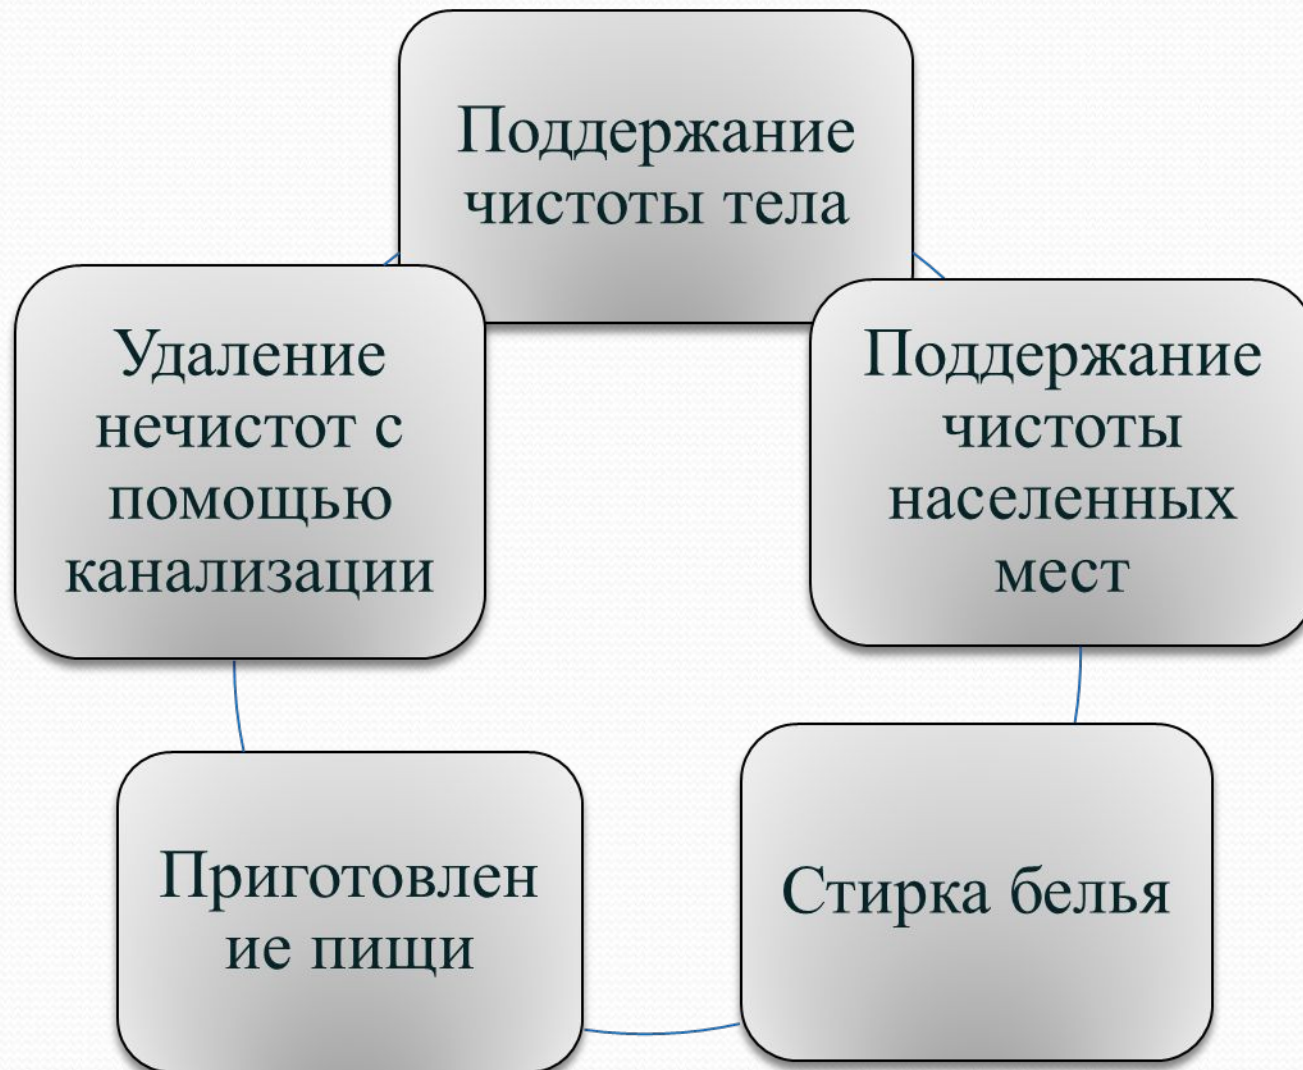 Поддержание
чистоты тела
Поддержание
чистоты
населенных
мест
Стирка белья
Приготовлен
ие пищи
Удаление
нечистот с
помощью
канализации